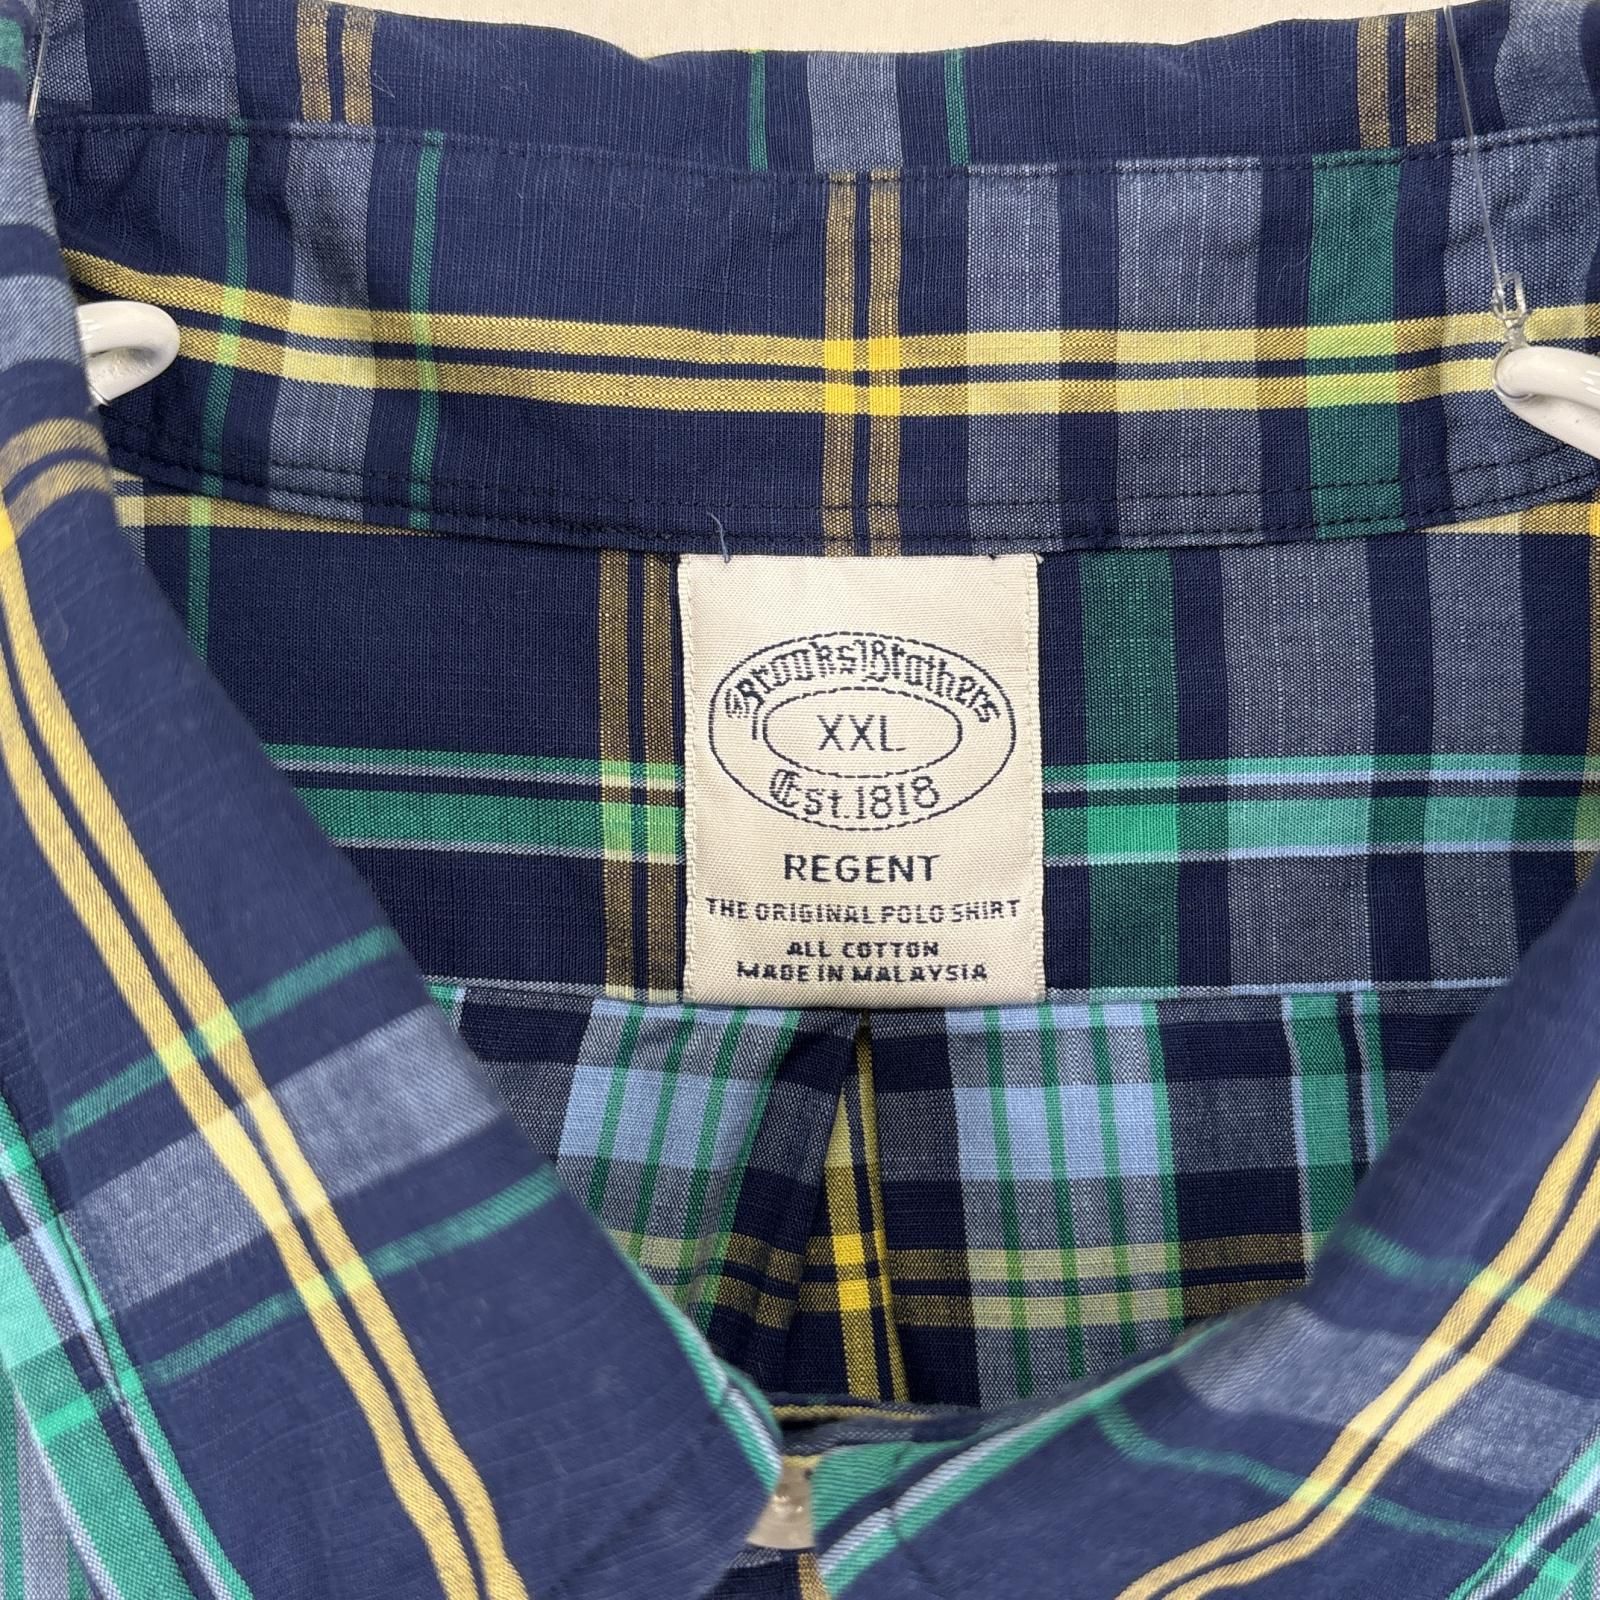 Brooks Brothers
XXL
Est. 1818
REGENT
THE ORIGINAL POLO SHIRT
ALL COTTON
MADE IN MALAYSIA